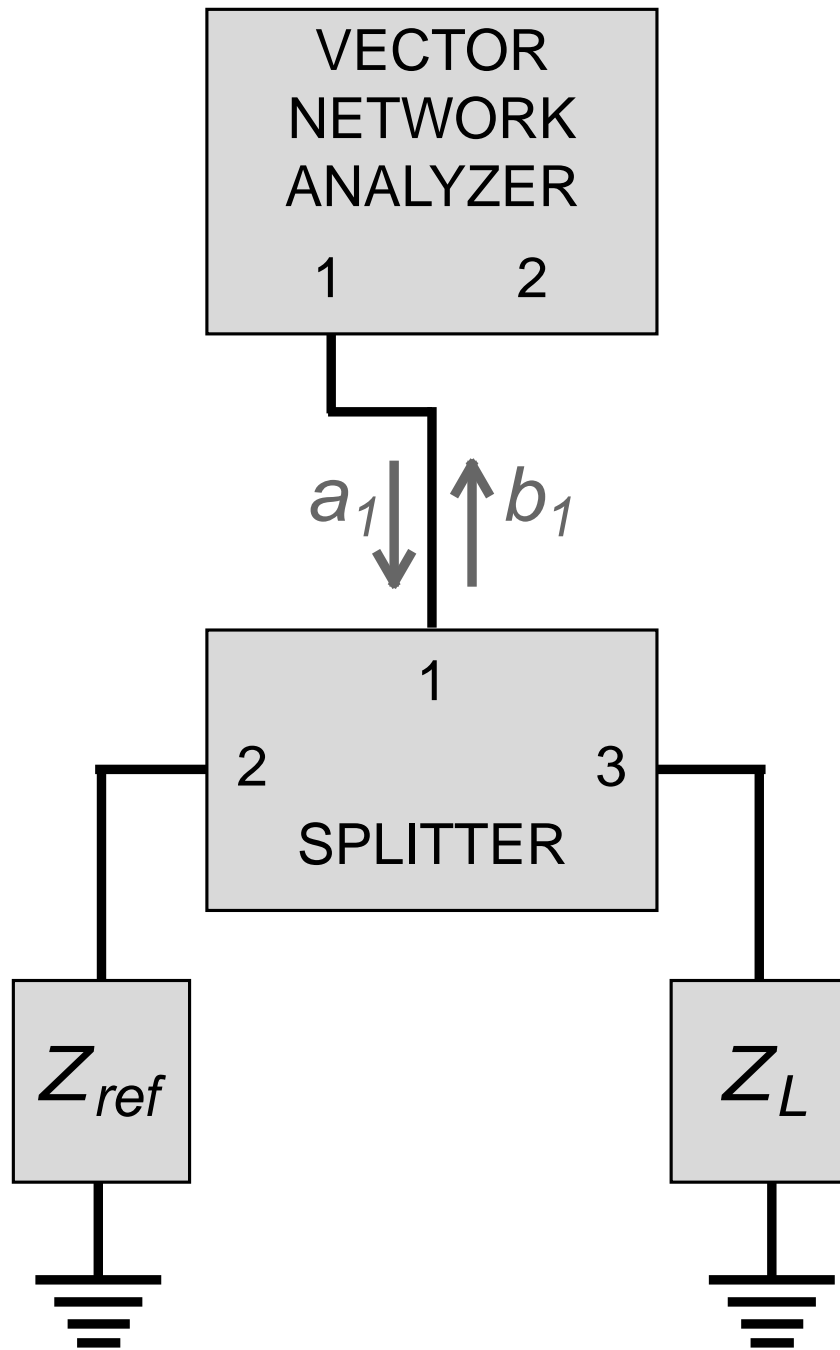 VECTOR
NETWORK
ANALYZER
1 2
a1 b1
1
2 3
SPLITTER
Zref ZL